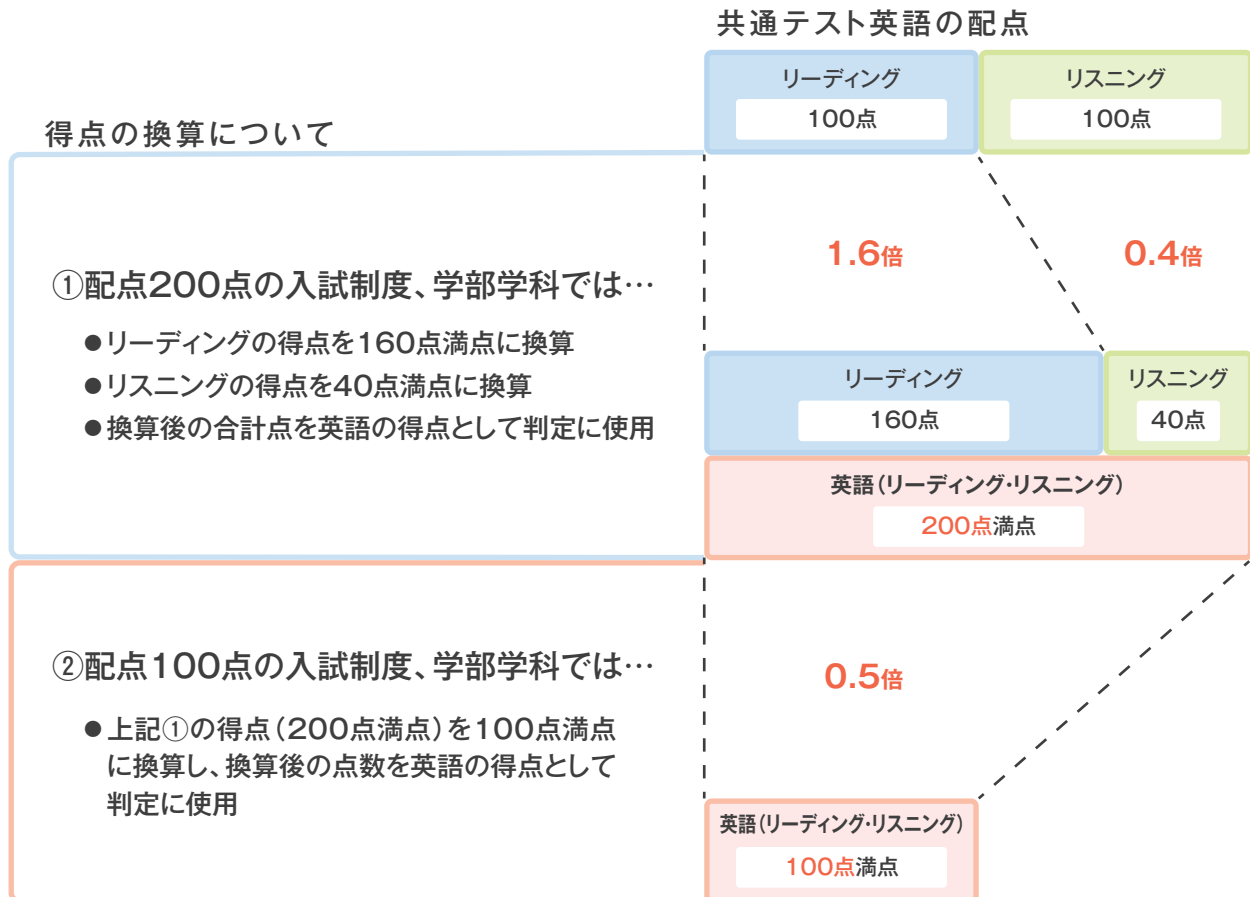 共通テスト英語の配点
リーディング
100点
リスニング
100点
得点の換算について
①配点200点の入試制度、学部学科では…
●リーディングの得点を160点満点に換算
●リスニングの得点を40点満点に換算
●換算後の合計点を英語の得点として判定に使用
1.6倍
0.4倍
リーディング
160点
リスニング
40点
英語(リーディング・リスニング)
200点満点
②配点100点の入試制度、学部学科では…
●上記①の得点(200点満点)を100点満点
に換算し、換算後の点数を英語の得点として
判定に使用
0.5倍
英語(リーディング・リスニング)
100点満点